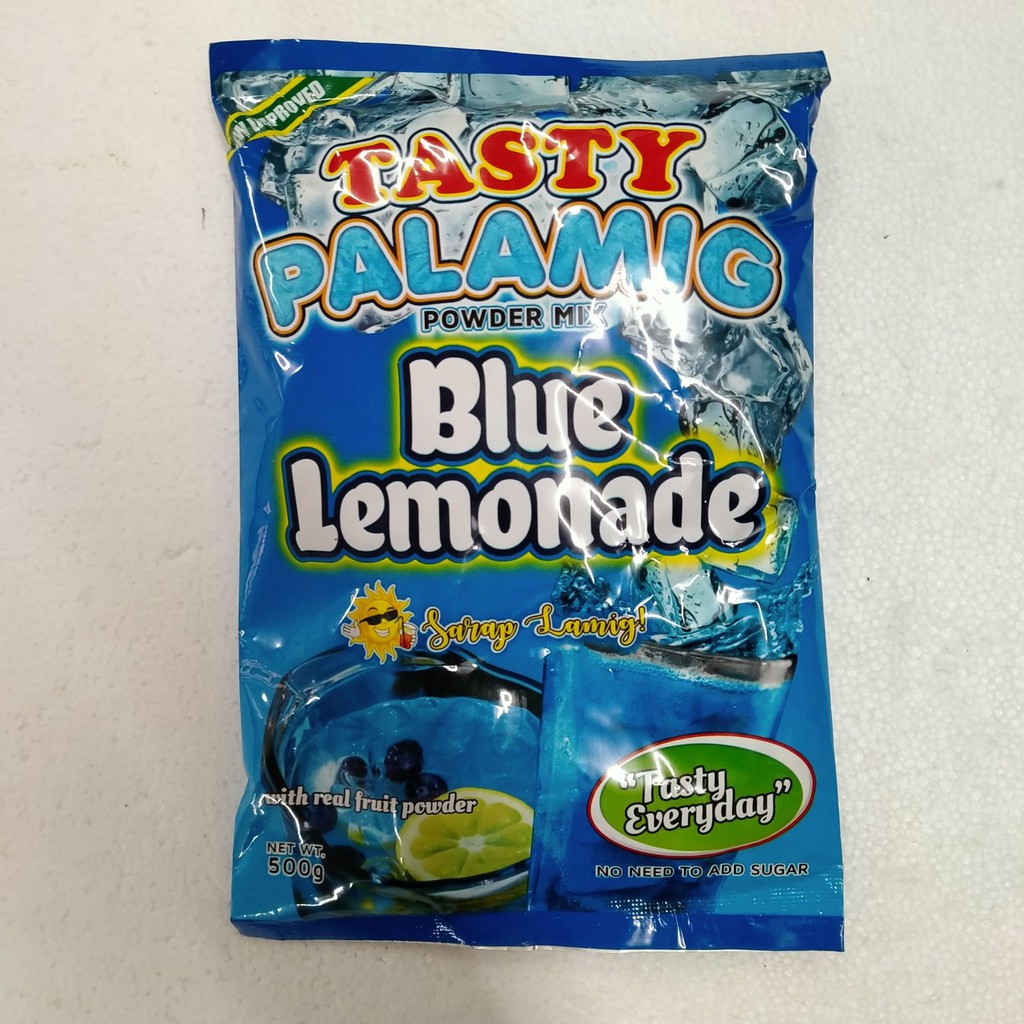 IMPROVED
TASTY
PALAMIG
POWDER MIX
Blue
Lemonade
Sarap Lamig!
with real fruit powder
"Tasty
Everyday"
NET WT.
500g
NO NEED TO ADD SUGAR